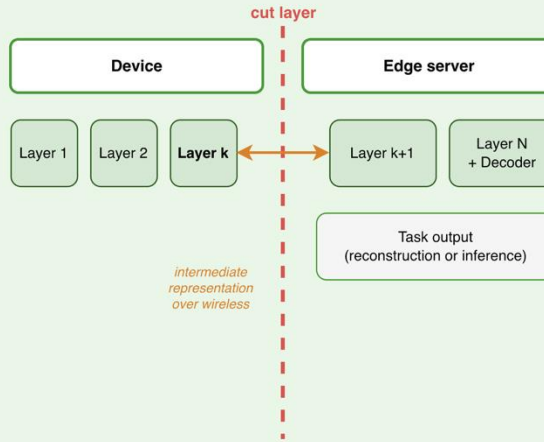 cut layer
Device
Edge server
Layer 1
Layer 2
Layer k
Layer k+1
Layer N
+ Decoder
Task output
(reconstruction or inference)
intermediate
representation
over wireless